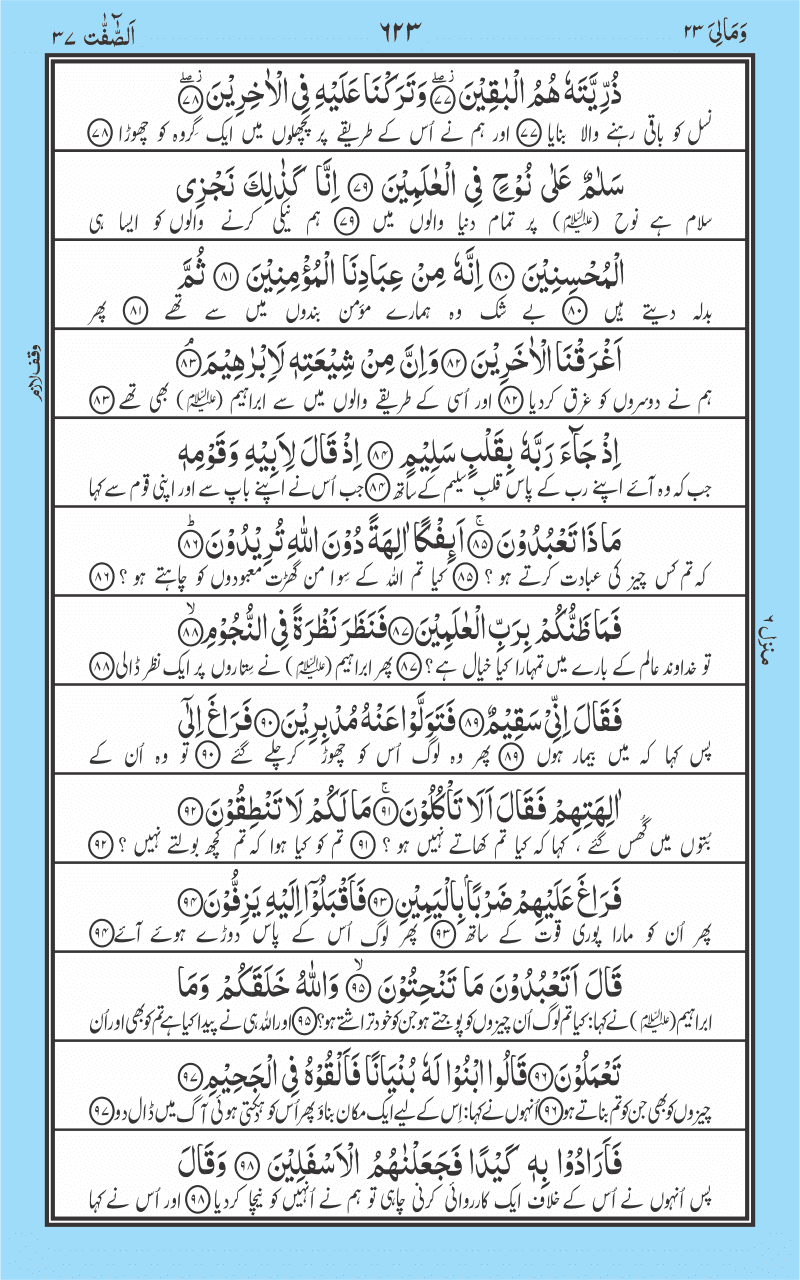 وَمَالِیَ ٢٣
٦٢٣
اَلصّٰٓفّٰت ٣٧
ذُرِّيَّتَهٗ هُمُ الْبٰقِيْنَ ﴿٧٧﴾ۖ وَتَرَكْنَا عَلَيْهِ فِى الْاٰخِرِيْنَ ﴿٧٨﴾ۖ
نسل کو باقی رہنے والا بنایا (٧٧) اور ہم نے اُس کے طریقے پر پچھلوں میں ایک گروہ کو چھوڑا (٧٨)
سَلٰمٌ عَلٰى نُوْحٍ فِى الْعٰلَمِيْنَ ﴿٧٩﴾ اِنَّا كَذٰلِكَ نَجْزِى
سلام ہے نوح (علیہ السلام) پر تمام دنیا والوں میں (٧٩) ہم نیکی کرنے والوں کو ایسا ہی
الْمُحْسِنِيْنَ ﴿٨٠﴾ اِنَّهٗ مِنْ عِبَادِنَا الْمُؤْمِنِيْنَ ﴿٨١﴾ ثُمَّ
بدلہ دیتے ہیں (٨٠) بے شک وہ ہمارے مؤمن بندوں میں سے تھے (٨١) پھر
اَغْرَقْنَا الْاٰخَرِيْنَ ﴿٨٢﴾ وَاِنَّ مِنْ شِيْعَتِهٖ لَاِبْرٰهِيْمَ ﴿٨٣﴾ۘ
وقف لازم
ہم نے دوسروں کو غرق کردیا (٨٢) اور اُسی کے طریقے والوں میں سے ابراہیم (علیہ السلام) بھی تھے (٨٣)
اِذْ جَآءَ رَبَّهٗ بِقَلْبٍ سَلِيْمٍ ﴿٨٤﴾ اِذْ قَالَ لِاَبِيْهِ وَقَوْمِهٖ
جب کہ وہ آئے اپنے رب کے پاس قلبِ سلیم کے ساتھ (٨٤) جب اُس نے اپنے باپ سے اور اپنی قوم سے کہا
مَاذَا تَعْبُدُوْنَ ﴿٨٥﴾ۚ اَئِفْكًا اٰلِهَةً دُوْنَ اللّٰهِ تُرِيْدُوْنَ ﴿٨٦﴾ؕ
کہ تم کس چیز کی عبادت کرتے ہو ؟ (٨٥) کیا تم اللہ کے سِوا من گھڑت معبودوں کو چاہتے ہو ؟ (٨٦)
فَمَا ظَنُّكُمْ بِرَبِّ الْعٰلَمِيْنَ ﴿٨٧﴾ فَنَظَرَ نَظْرَةً فِى النُّجُوْمِ ﴿٨٨﴾ۙ
منزل ٦
تو خداوندِ عالم کے بارے میں تمہارا کیا خیال ہے؟ (٨٧) پھر ابراہیم (علیہ السلام) نے ستاروں پر ایک نظر ڈالی (٨٨)
فَقَالَ اِنِّىْ سَقِيْمٌ ﴿٨٩﴾ فَتَوَلَّوْا عَنْهُ مُدْبِرِيْنَ ﴿٩٠﴾ فَرَاغَ اِلٰٓى
پس کہا کہ میں بیمار ہوں (٨٩) پھر وہ لوگ اُس کو چھوڑ کر چلے گئے (٩٠) تو وہ اُن کے
اٰلِهَتِهِمْ فَقَالَ اَلَا تَاْكُلُوْنَ ﴿٩١﴾ۚ مَا لَكُمْ لَا تَنْطِقُوْنَ ﴿٩٢﴾
بُتوں میں گُھس گئے ، کہا کہ کیا تم کھاتے نہیں ہو ؟ (٩١) تم کو کیا ہوا کہ تم کچھ بولتے نہیں ؟ (٩٢)
فَرَاغَ عَلَيْهِمْ ضَرْبًاۢ بِالْيَمِيْنِ ﴿٩٣﴾ فَاَقْبَلُوْٓا اِلَيْهِ يَزِفُّوْنَ ﴿٩٤﴾
پھر اُن کو مارا پوری قوت کے ساتھ (٩٣) پھر لوگ اُس کے پاس دوڑے ہوئے آئے (٩٤)
قَالَ اَتَعْبُدُوْنَ مَا تَنْحِتُوْنَ ﴿٩٥﴾ۙ وَاللّٰهُ خَلَقَكُمْ وَمَا
ابراہیم (علیہ السلام) نے کہا: کیا تم لوگ اُن چیزوں کو پوجتے ہو جن کو خود تراشتے ہو؟ (٩٥) اور اللہ ہی نے پیدا کیا ہے تم کو بھی اور اُن
تَعْمَلُوْنَ ﴿٩٦﴾ قَالُوا ابْنُوْا لَهٗ بُنْيَانًا فَاَلْقُوْهُ فِى الْجَحِيْمِ ﴿٩٧﴾
چیزوں کو بھی جن کو تم بناتے ہو (٩٦) اُنہوں نے کہا: اِس کے لیے ایک مکان بناؤ پھر اُس کو دہکتی ہوئی آگ میں ڈال دو (٩٧)
فَاَرَادُوْا بِهٖ كَيْدًا فَجَعَلْنٰهُمُ الْاَسْفَلِيْنَ ﴿٩٨﴾ وَقَالَ
پس اُنہوں نے اُس کے خلاف ایک کارروائی کرنی چاہی تو ہم نے اُنہیں کو نیچا کردیا (٩٨) اور اُس نے کہا